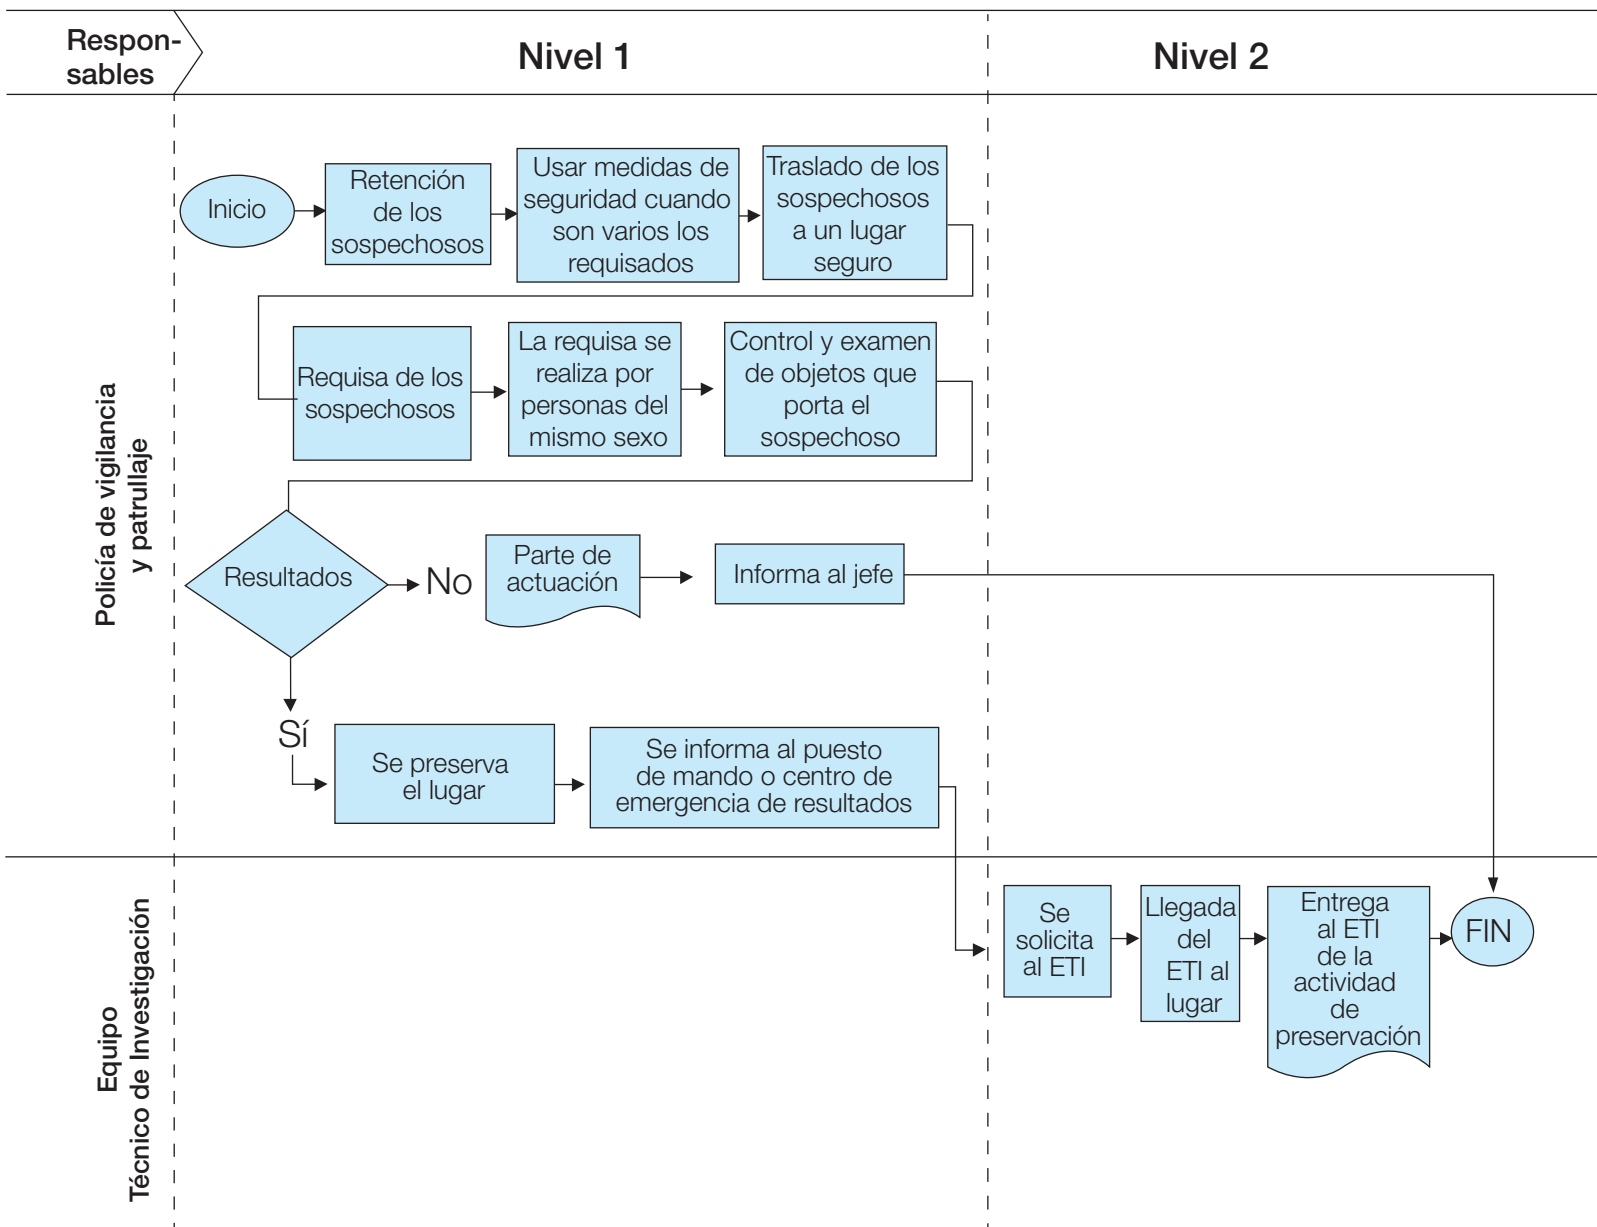 Respon-
sables
Nivel 1
Nivel 2
Policía de vigilancia
y patrullaje
Inicio
Retención
de los
sospechosos
Usar medidas de
seguridad cuando
son varios los
requisados
Traslado de los
sospechosos
a un lugar
seguro
Requisa de los
sospechosos
La requisa se
realiza por
personas del
mismo sexo
Control y examen
de objetos que
porta el
sospechoso
Resultados
No
Parte de
actuación
Informa al jefe
Sí
Se preserva
el lugar
Se informa al puesto
de mando o centro de
emergencia de resultados
Equipo
Técnico de Investigación
Se
solicita
al ETI
Llegada
del
ETI al
lugar
Entrega
al ETI
de la
actividad
de
preservación
FIN